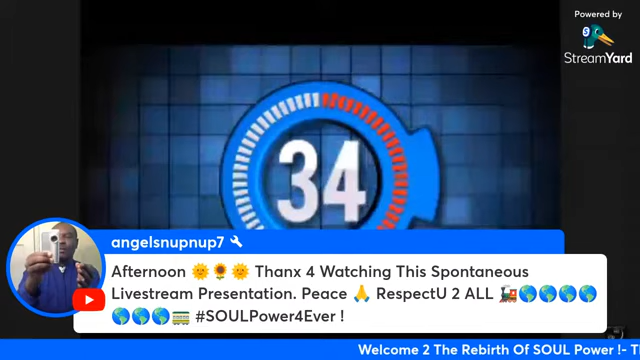 Powered by
StreamYard
34
angelsnupnup7 🔧
Afternoon 🌞🌻🌞 Thanx 4 Watching This Spontaneous
Livestream Presentation. Peace 🙏 RespectU 2 ALL 🚂🌎🌎🌎🌎
🌎🌎🌎🚃 #SOULPower4Ever !
Welcome 2 The Rebirth Of SOUL Power !- T